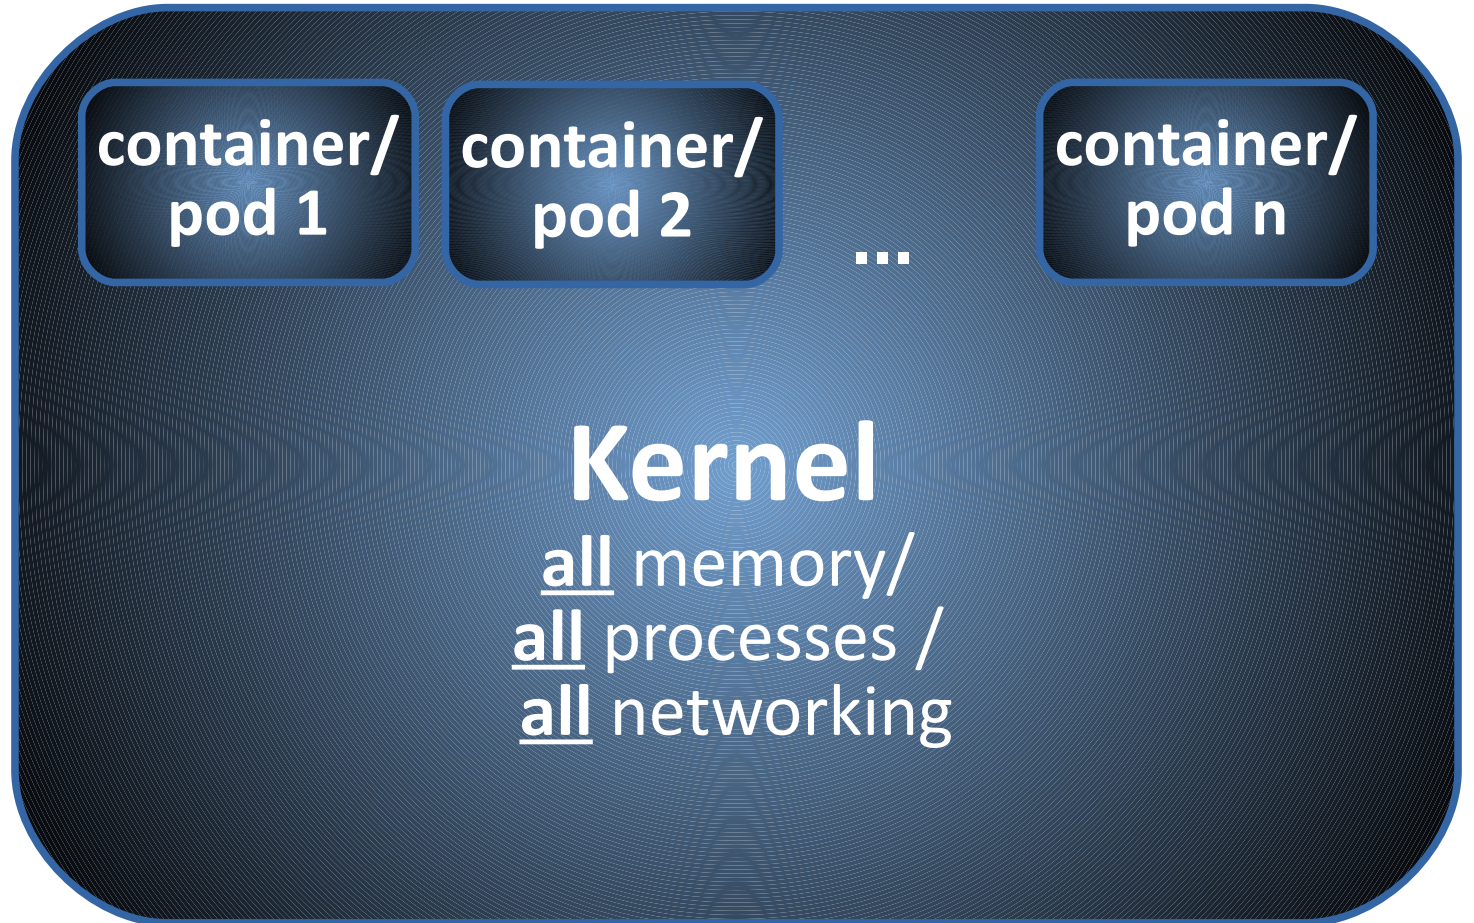 container/
pod 1
container/
pod 2
...
container/
pod n
Kernel
all memory/
all processes /
all networking